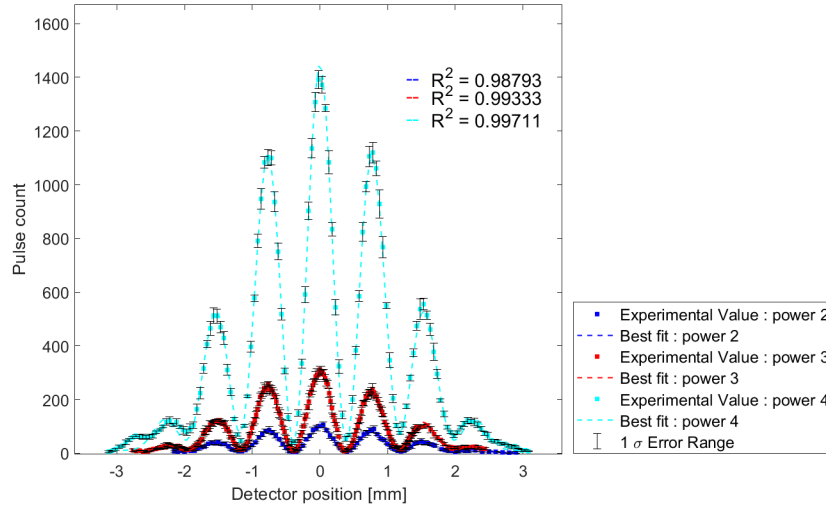 1600
1400
1200
1000
800
600
400
200
0
Pulse count
R² = 0.98793
R² = 0.99333
R² = 0.99711
-3 -2 -1 0 1 2 3
Detector position [mm]
Experimental Value : power 2
Best fit : power 2
Experimental Value : power 3
Best fit : power 3
Experimental Value : power 4
Best fit : power 4
1 σ Error Range